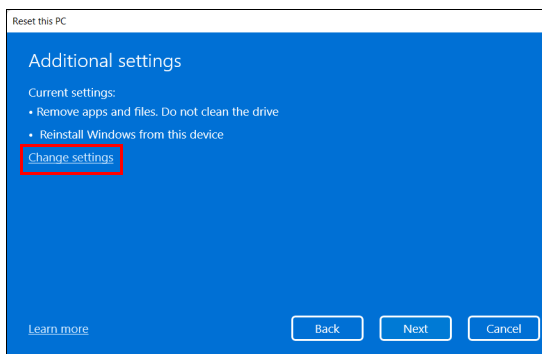 Reset this PC
Additional settings
Current settings:
• Remove apps and files. Do not clean the drive
• Reinstall Windows from this device
Change settings
Learn more
Back
Next
Cancel